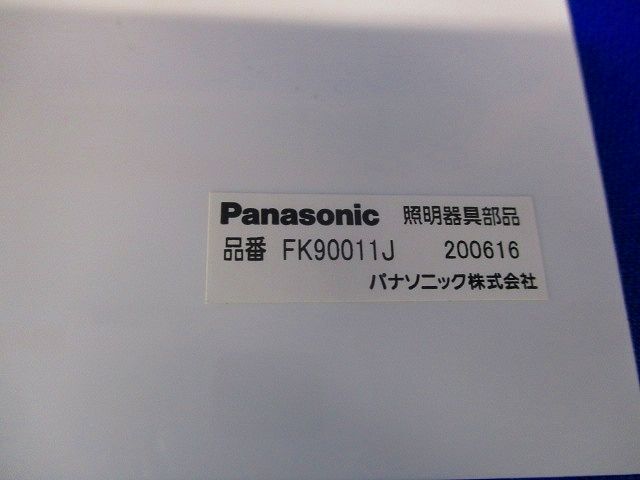 Panasonic 照明器具部品
品番 FK90011J 200616
パナソニック株式会社